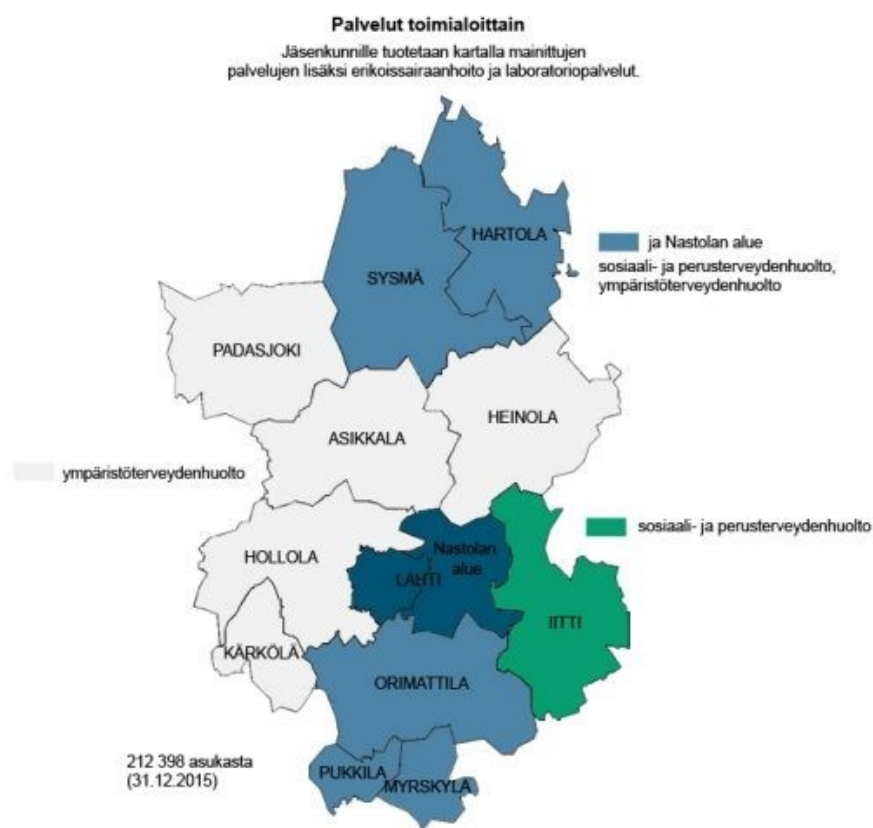 Palvelut toimialoittain
Jäsenkunnille tuotetaan kartalla mainittujen
palvelujen lisäksi erikoissairaanhoito ja laboratoriopalvelut.
HARTOLA
ja Nastolan alue
sosiaali- ja perusterveydenhuolto,
ympäristöterveydenhuolto
SYSMÄ
PADASJOKI
HEINOLA
ASIKKALA
ympäristöterveydenhuolto
sosiaali- ja perusterveydenhuolto
HOLLOLA
Nastolan
alue
LAHTI
IITTI
KÄRKÖLÄ
ORIMATTILA
212 398 asukasta
(31.12.2015)
PUKKILA
MYRSKYLÄ